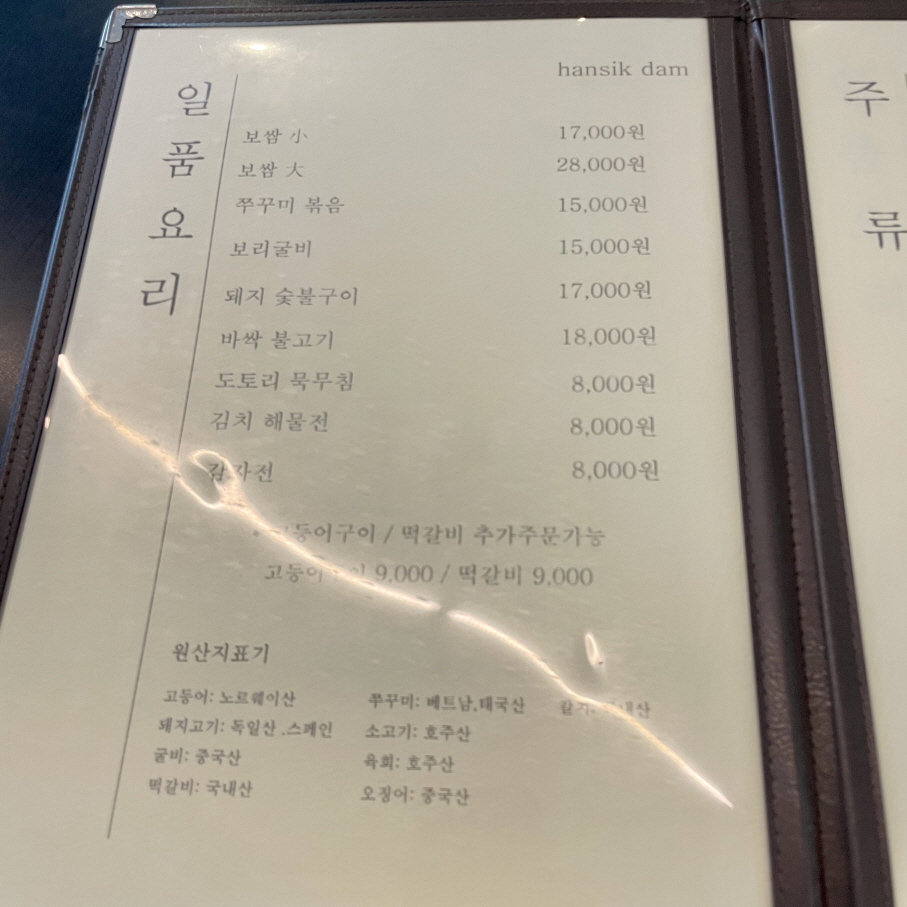 hansik dam
일품요리
보쌈 小 17,000원
보쌈 大 28,000원
쭈꾸미 볶음 15,000원
보리굴비 15,000원
돼지 숯불구이 17,000원
바싹 불고기 18,000원
도토리 묵무침 8,000원
김치 해물전 8,000원
감자전 8,000원
/ 떡갈비 추가주문가능
9,000 / 떡갈비 9,000
원산지표기
고등어: 노르웨이산 쭈꾸미: 베트남,태국산
돼지고기: 독일산 ,스페인 소고기: 호주산
굴비: 중국산 육회: 호주산
떡갈비: 국내산 오징어: 중국산
주
류